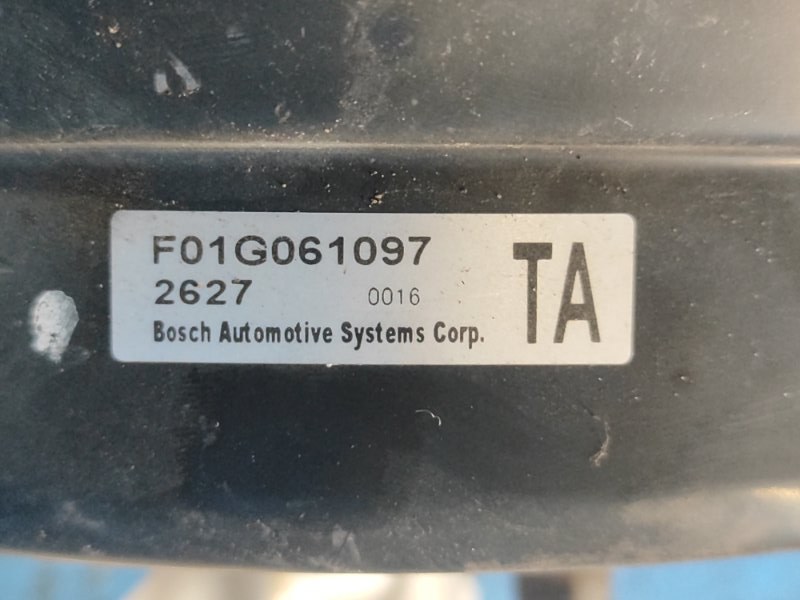 F01G061097
2627 0016
Bosch Automotive Systems Corp.
TA